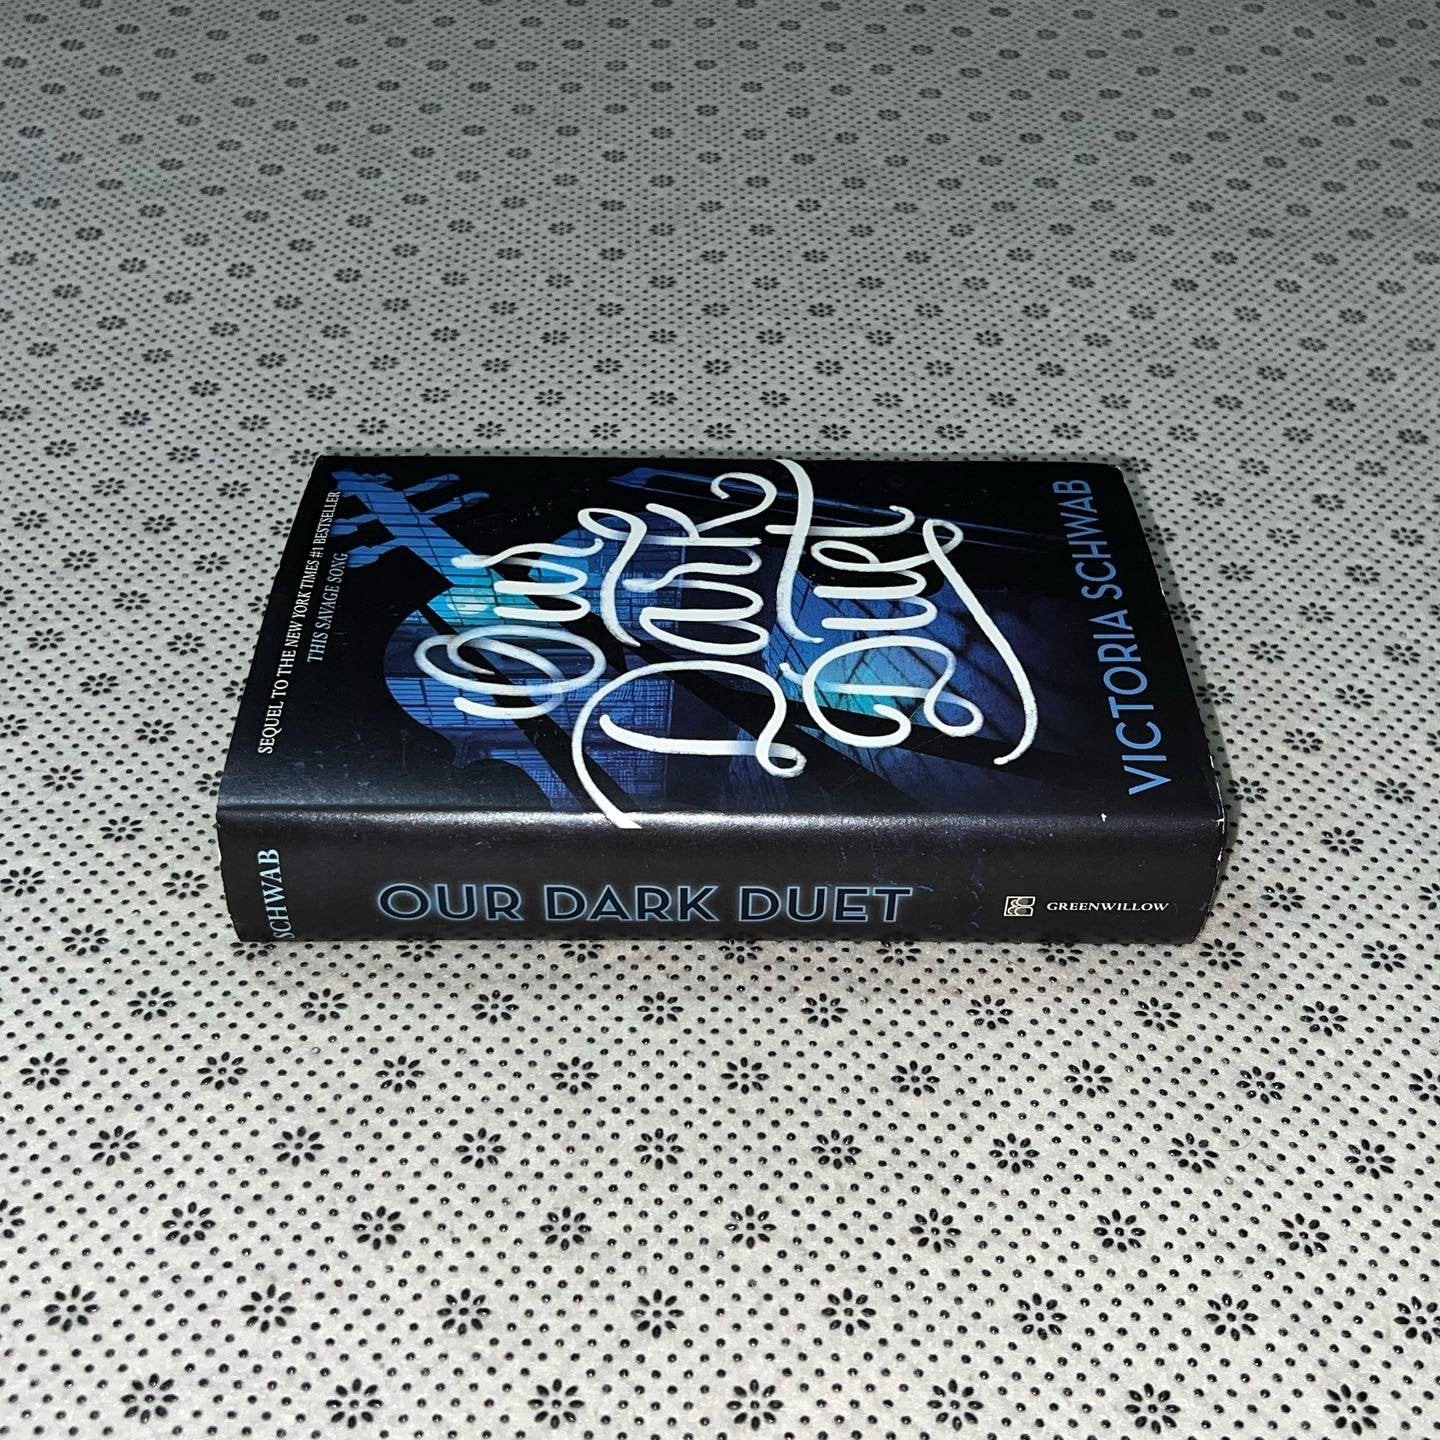 SEQUEL TO THE NEW YORK TIMES #1 BESTSELLER
THIS SAVAGE SONG
Our
Dark
Duet
VICTORIA SCHWAB
SCHWAB
OUR DARK DUET
GREENWILLOW